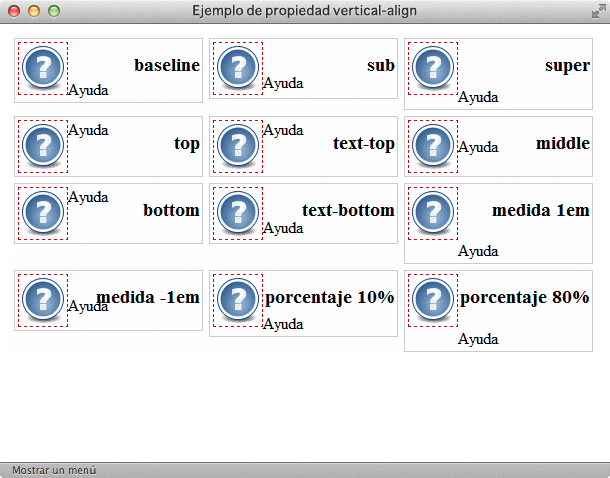 Ejemplo de propiedad vertical-align
? baseline
Ayuda
? sub
Ayuda
? super
Ayuda
? Ayuda
top
? Ayuda
text-top
? Ayuda middle
? Ayuda
bottom
? text-bottom
Ayuda
? medida 1em
Ayuda
? medida -1em
Ayuda
? porcentaje 10%
Ayuda
? porcentaje 80%
Ayuda
Mostrar un menú